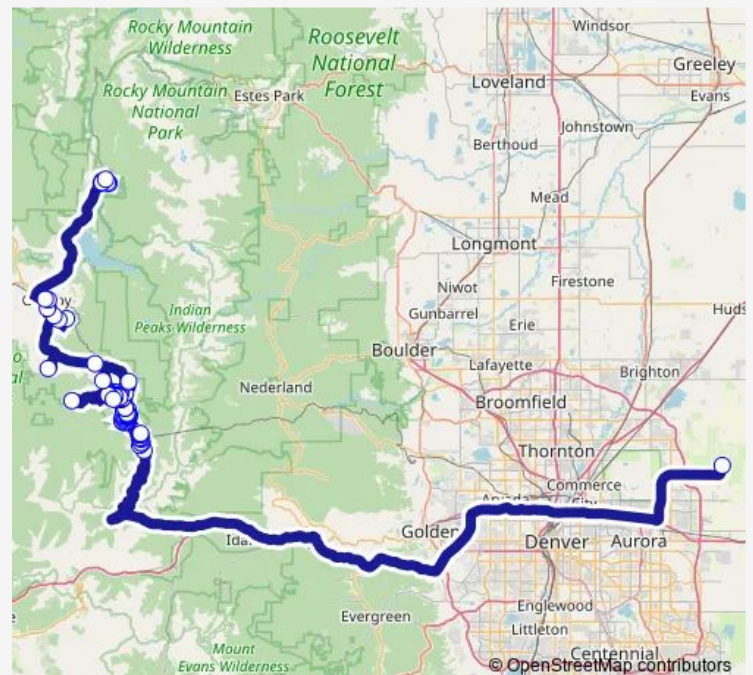 Rocky Mountain
Wilderness
Roosevelt
National
Forest
Windsor
Greeley
Loveland
Evans
Rocky Mountain
National
Park
Estes Park
Johnstown
Berthoud
Mead
Longmont
Indian
Peaks Wilderness
Niwot
Firestone
Gunbarrel
Erie
Huds
Boulder
Lafayette
Brighton
Nederland
Broomfield
Thornton
Commerce
City
Golden
Denver
Aurora
Ida
Evergreen
Englewood
Littleton
Mount
Evans Wilderness
Centennial
© OpenStreetMap contributors